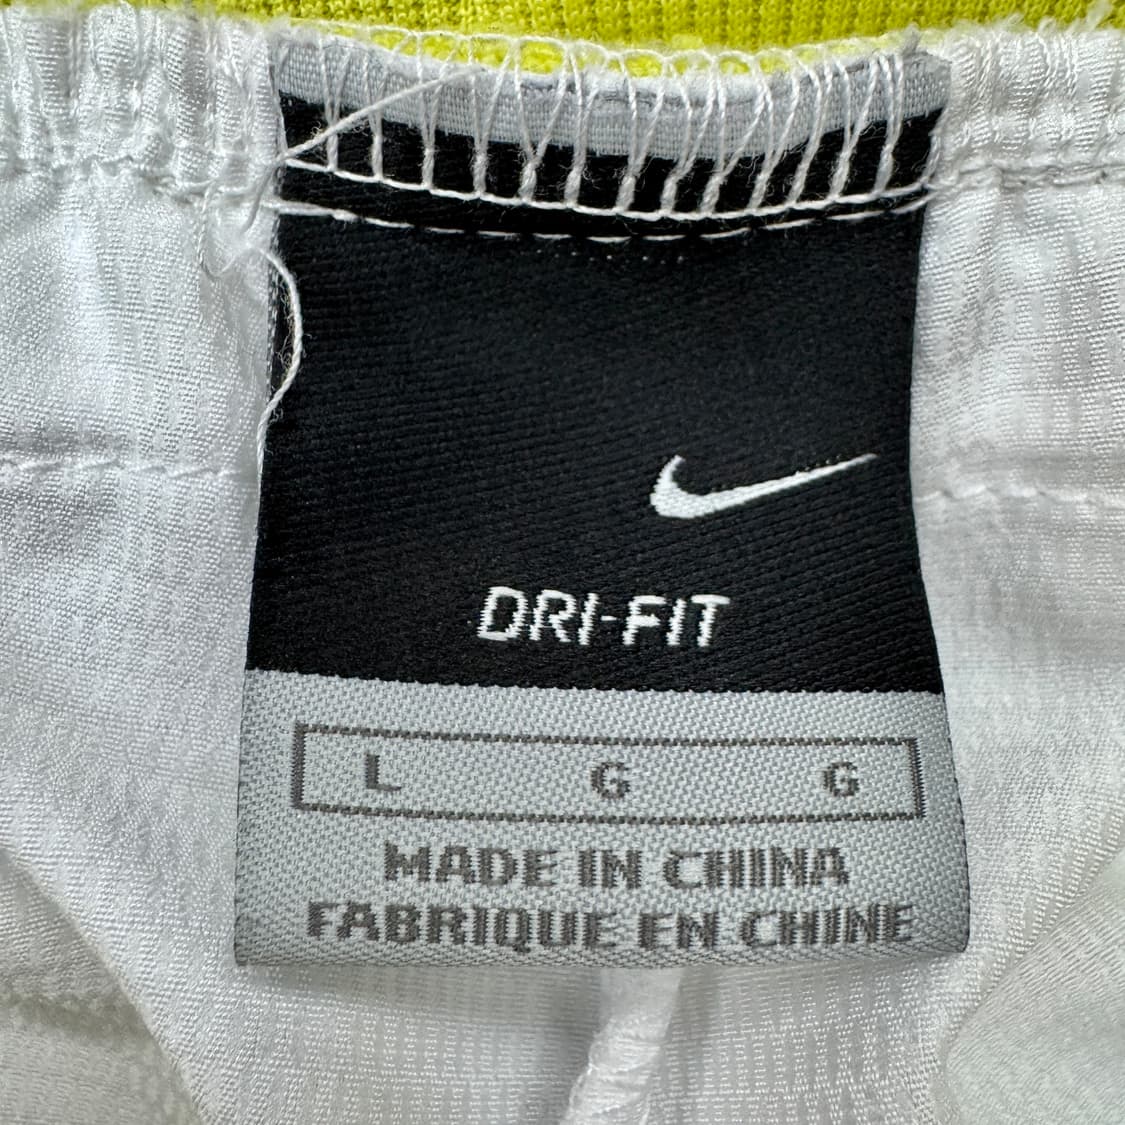 DRI-FIT
L G G
MADE IN CHINA
FABRIQUE EN CHINE